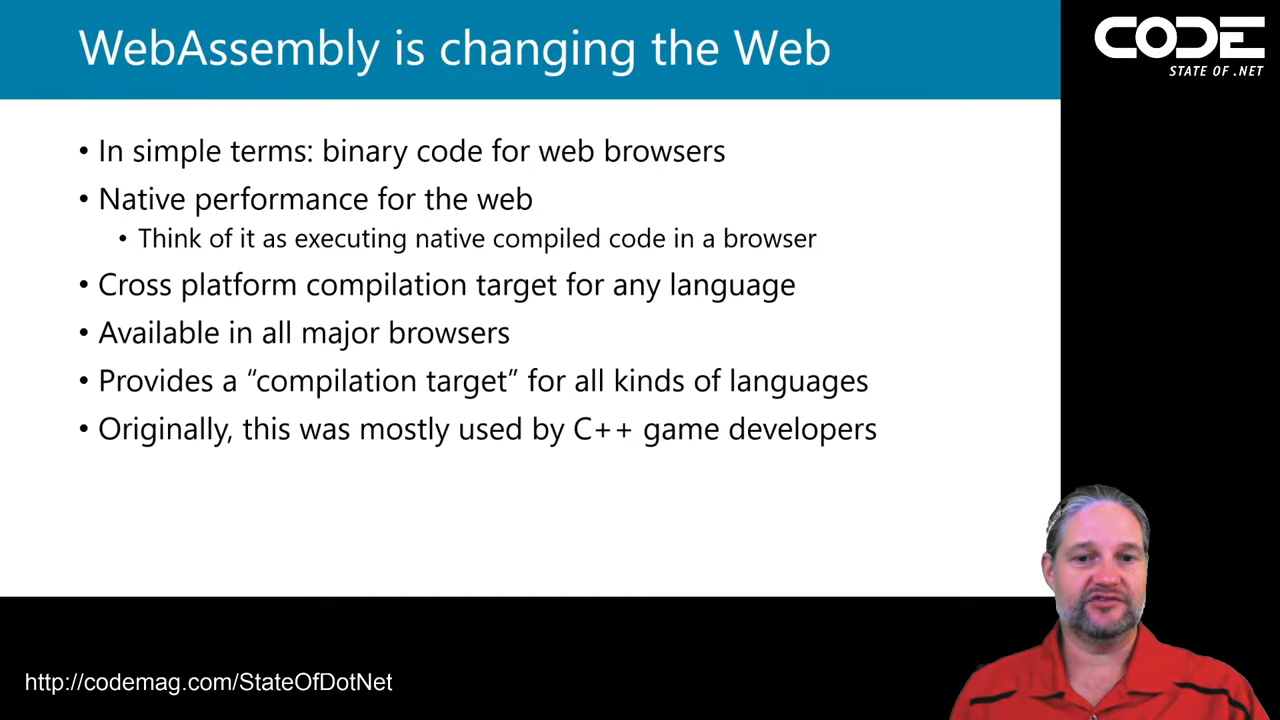 WebAssembly is changing the Web
CODE
STATE OF .NET
• In simple terms: binary code for web browsers
• Native performance for the web
• Think of it as executing native compiled code in a browser
• Cross platform compilation target for any language
• Available in all major browsers
• Provides a “compilation target” for all kinds of languages
• Originally, this was mostly used by C++ game developers
http://codemag.com/StateOfDotNet